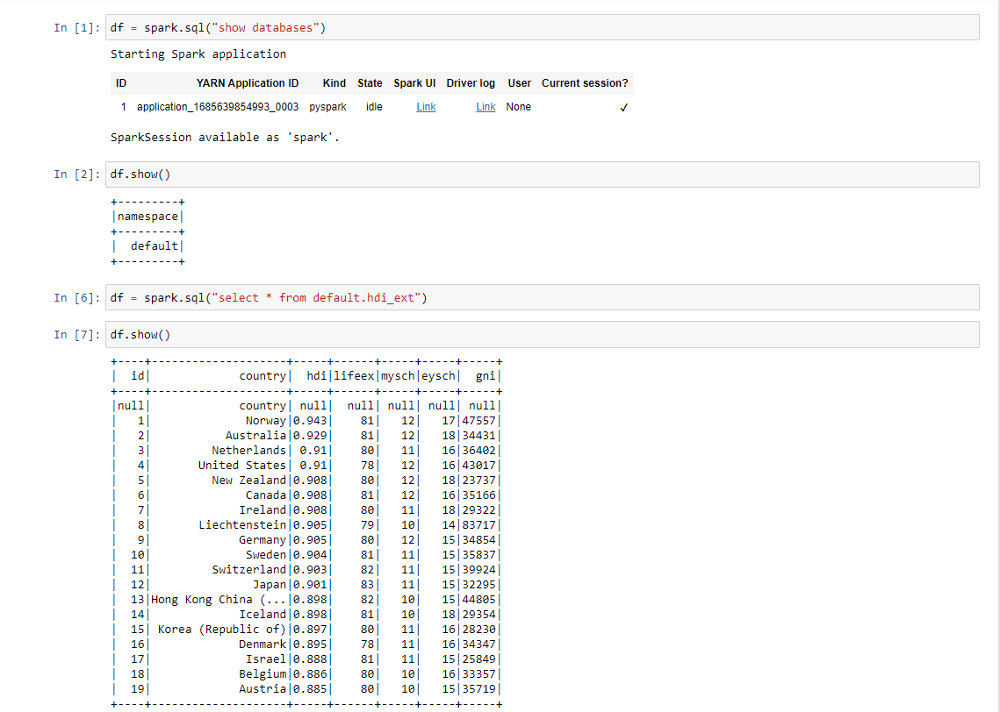 In [1]: df = spark.sql("show databases")
Starting Spark application
ID YARN Application ID Kind State Spark UI Driver log User Current session?
1 application_1685639854993_0003 pyspark idle Link Link None ✓
SparkSession available as 'spark'.
In [2]: df.show()
+---------+
|namespace|
+---------+
|  default|
+---------+
In [6]: df = spark.sql("select * from default.hdi_ext")
In [7]: df.show()
+----+--------------------+-----+------+-----+-----+-----+
|  id|             country|  hdi|lifeex|mysch|eysch|  gni|
+----+--------------------+-----+------+-----+-----+-----+
|null|             country| null|  null| null| null| null|
|   1|              Norway|0.943|    81|   12|   17|47557|
|   2|           Australia|0.929|    81|   12|   18|34431|
|   3|         Netherlands| 0.91|    80|   11|   16|36402|
|   4|       United States| 0.91|    78|   12|   16|43017|
|   5|         New Zealand|0.908|    80|   12|   18|23737|
|   6|              Canada|0.908|    81|   12|   16|35166|
|   7|             Ireland|0.908|    80|   11|   18|29322|
|   8|       Liechtenstein|0.905|    79|   10|   14|83717|
|   9|             Germany|0.905|    80|   12|   15|34854|
|  10|              Sweden|0.904|    81|   11|   15|35837|
|  11|         Switzerland|0.903|    82|   11|   15|39924|
|  12|               Japan|0.901|    83|   11|   15|32295|
|  13|Hong Kong China (...|0.898|    82|   10|   15|44805|
|  14|             Iceland|0.898|    81|   10|   18|29354|
|  15| Korea (Republic of)|0.897|    80|   11|   16|28230|
|  16|             Denmark|0.895|    78|   11|   16|34347|
|  17|              Israel|0.888|    81|   11|   15|25849|
|  18|             Belgium|0.886|    80|   10|   16|33357|
|  19|             Austria|0.885|    80|   10|   15|35719|
+----+--------------------+-----+------+-----+-----+-----+